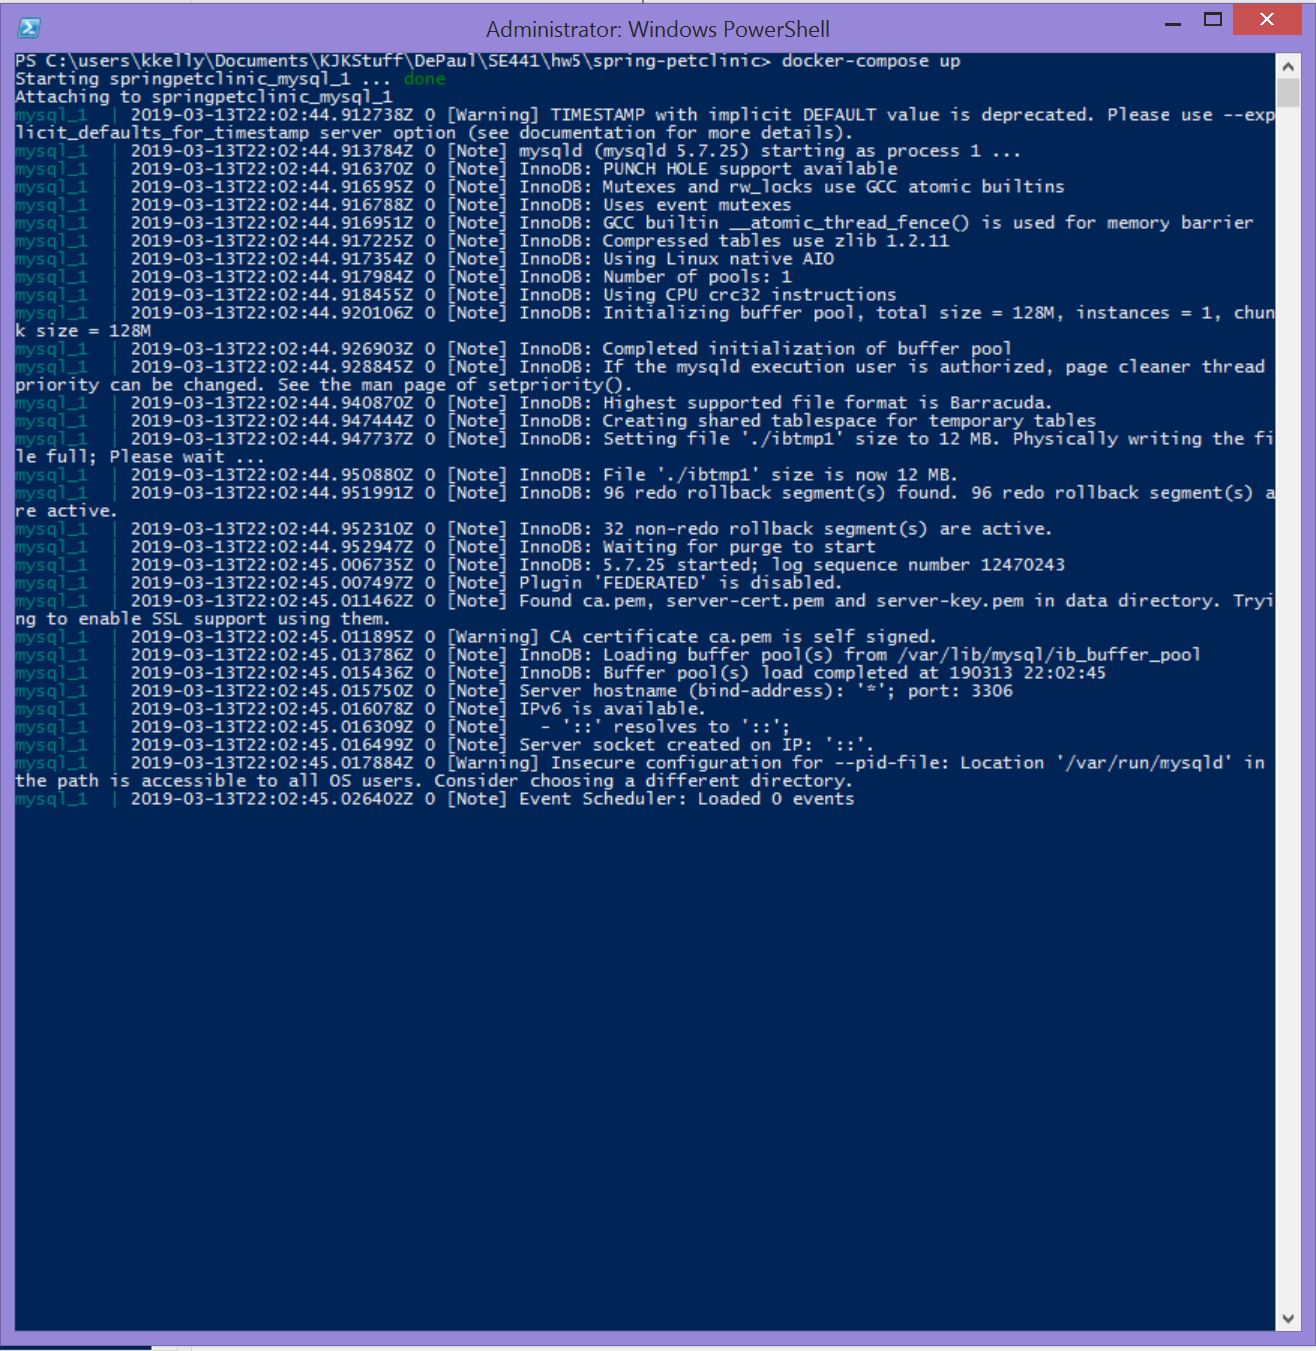 Administrator: Windows PowerShell
PS C:\users\kkelly\Documents\KJKStuff\DePaul\SE441\hw5\spring-petclinic> docker-compose up
Starting springpetclinic_mysql_1 ... done
Attaching to springpetclinic_mysql_1
mysql_1  | 2019-03-13T22:02:44.912738Z 0 [Warning] TIMESTAMP with implicit DEFAULT value is deprecated. Please use --exp
licit_defaults_for_timestamp server option (see documentation for more details).
mysql_1  | 2019-03-13T22:02:44.913784Z 0 [Note] mysqld (mysqld 5.7.25) starting as process 1 ...
mysql_1  | 2019-03-13T22:02:44.916370Z 0 [Note] InnoDB: PUNCH HOLE support available
mysql_1  | 2019-03-13T22:02:44.916595Z 0 [Note] InnoDB: Mutexes and rw_locks use GCC atomic builtins
mysql_1  | 2019-03-13T22:02:44.916788Z 0 [Note] InnoDB: Uses event mutexes
mysql_1  | 2019-03-13T22:02:44.916951Z 0 [Note] InnoDB: GCC builtin __atomic_thread_fence() is used for memory barrier
mysql_1  | 2019-03-13T22:02:44.917225Z 0 [Note] InnoDB: Compressed tables use zlib 1.2.11
mysql_1  | 2019-03-13T22:02:44.917354Z 0 [Note] InnoDB: Using Linux native AIO
mysql_1  | 2019-03-13T22:02:44.917984Z 0 [Note] InnoDB: Number of pools: 1
mysql_1  | 2019-03-13T22:02:44.918455Z 0 [Note] InnoDB: Using CPU crc32 instructions
mysql_1  | 2019-03-13T22:02:44.920106Z 0 [Note] InnoDB: Initializing buffer pool, total size = 128M, instances = 1, chun
k size = 128M
mysql_1  | 2019-03-13T22:02:44.926903Z 0 [Note] InnoDB: Completed initialization of buffer pool
mysql_1  | 2019-03-13T22:02:44.928845Z 0 [Note] InnoDB: If the mysqld execution user is authorized, page cleaner thread
priority can be changed. See the man page of setpriority().
mysql_1  | 2019-03-13T22:02:44.940870Z 0 [Note] InnoDB: Highest supported file format is Barracuda.
mysql_1  | 2019-03-13T22:02:44.947444Z 0 [Note] InnoDB: Creating shared tablespace for temporary tables
mysql_1  | 2019-03-13T22:02:44.947737Z 0 [Note] InnoDB: Setting file './ibtmp1' size to 12 MB. Physically writing the fi
le full; Please wait ...
mysql_1  | 2019-03-13T22:02:44.950880Z 0 [Note] InnoDB: File './ibtmp1' size is now 12 MB.
mysql_1  | 2019-03-13T22:02:44.951991Z 0 [Note] InnoDB: 96 redo rollback segment(s) found. 96 redo rollback segment(s) a
re active.
mysql_1  | 2019-03-13T22:02:44.952310Z 0 [Note] InnoDB: 32 non-redo rollback segment(s) are active.
mysql_1  | 2019-03-13T22:02:44.952947Z 0 [Note] InnoDB: Waiting for purge to start
mysql_1  | 2019-03-13T22:02:45.006735Z 0 [Note] InnoDB: 5.7.25 started; log sequence number 12470243
mysql_1  | 2019-03-13T22:02:45.007497Z 0 [Note] Plugin 'FEDERATED' is disabled.
mysql_1  | 2019-03-13T22:02:45.011462Z 0 [Note] Found ca.pem, server-cert.pem and server-key.pem in data directory. Tryi
ng to enable SSL support using them.
mysql_1  | 2019-03-13T22:02:45.011895Z 0 [Warning] CA certificate ca.pem is self signed.
mysql_1  | 2019-03-13T22:02:45.013786Z 0 [Note] InnoDB: Loading buffer pool(s) from /var/lib/mysql/ib_buffer_pool
mysql_1  | 2019-03-13T22:02:45.015436Z 0 [Note] InnoDB: Buffer pool(s) load completed at 190313 22:02:45
mysql_1  | 2019-03-13T22:02:45.015750Z 0 [Note] Server hostname (bind-address): '*'; port: 3306
mysql_1  | 2019-03-13T22:02:45.016078Z 0 [Note] IPv6 is available.
mysql_1  | 2019-03-13T22:02:45.016309Z 0 [Note]   - '::' resolves to '::';
mysql_1  | 2019-03-13T22:02:45.016499Z 0 [Note] Server socket created on IP: '::'.
mysql_1  | 2019-03-13T22:02:45.017884Z 0 [Warning] Insecure configuration for --pid-file: Location '/var/run/mysqld' in
the path is accessible to all OS users. Consider choosing a different directory.
mysql_1  | 2019-03-13T22:02:45.026402Z 0 [Note] Event Scheduler: Loaded 0 events